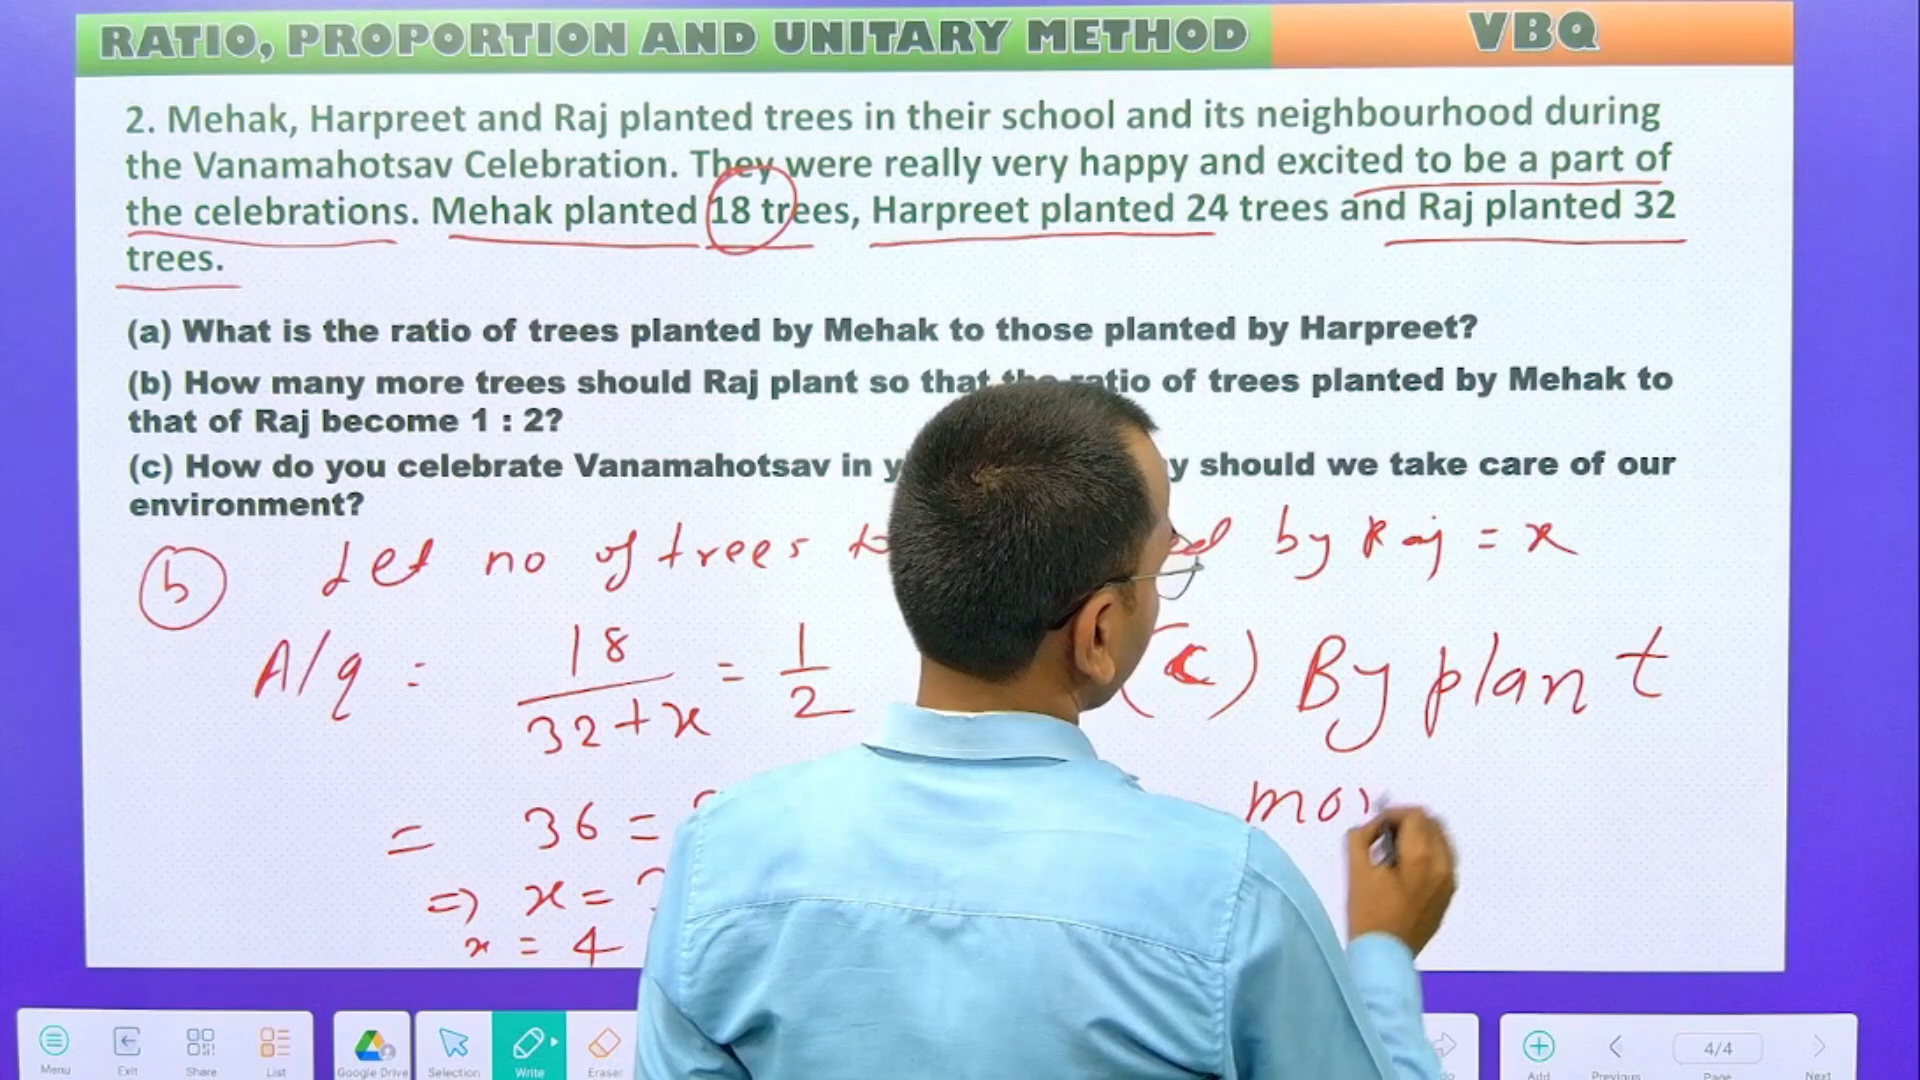 RATIO, PROPORTION AND UNITARY METHOD VBQ
2. Mehak, Harpreet and Raj planted trees in their school and its neighbourhood during
the Vanamahotsav Celebration. They were really very happy and excited to be a part of
the celebrations. Mehak planted 18 trees, Harpreet planted 24 trees and Raj planted 32
trees.
(a) What is the ratio of trees planted by Mehak to those planted by Harpreet?
(b) How many more trees should Raj plant so that the ratio of trees planted by Mehak to
that of Raj become 1 : 2?
(c) How do you celebrate Vanamahotsav in should we take care of our
environment?
b Let no of trees by Raj = x
A/q : 18/32+x = 1/2 (c) By plant
= 36 =
⇒ x =
x = 4
Menu Exit Share List Google Drive Selection Write Eraser Add Previous 4/4 Page Next